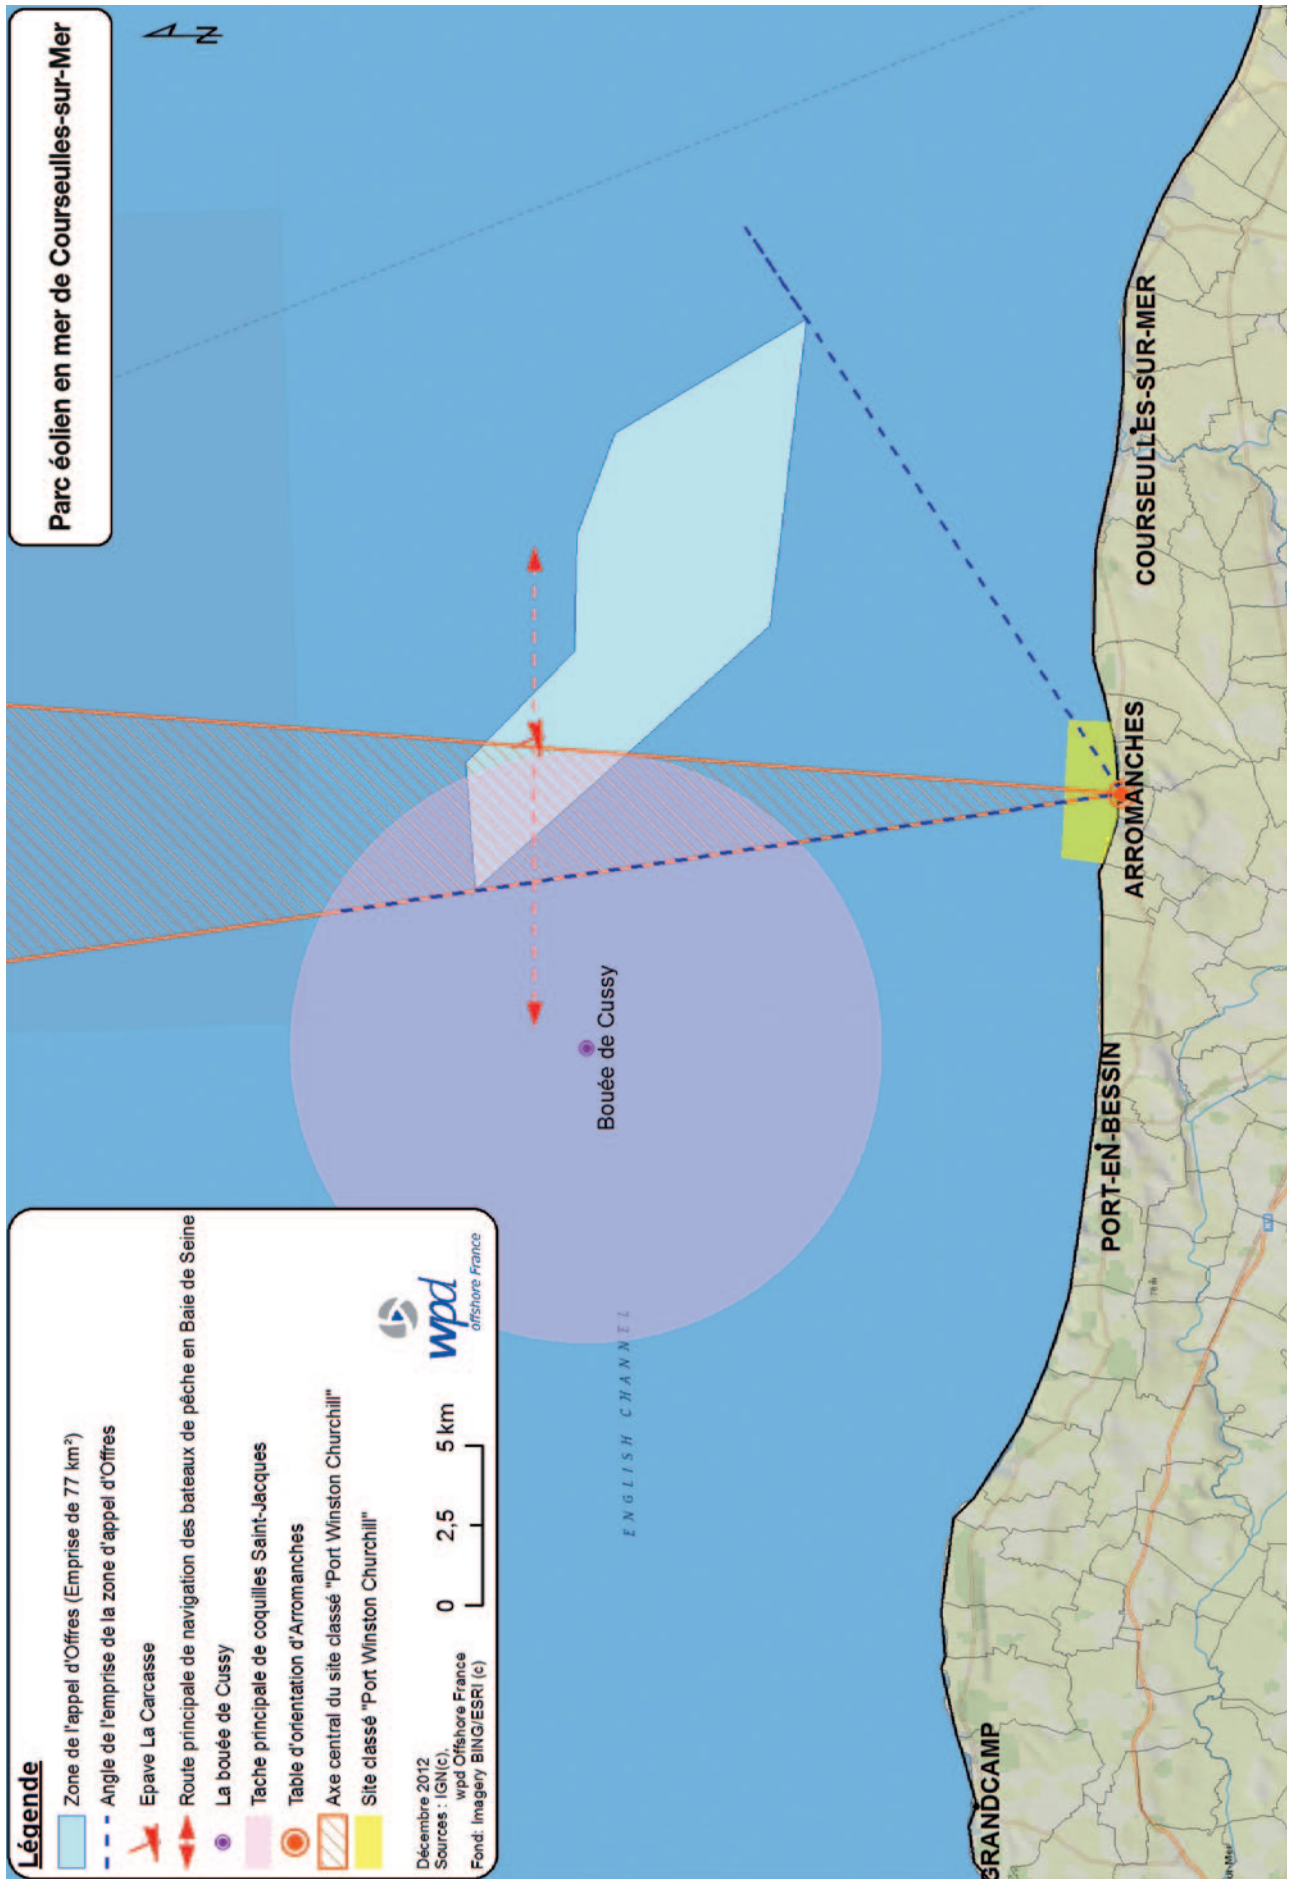 Parc éolien en mer de Courseulles-sur-Mer
N
Légende
Zone de l'appel d'Offres (Emprise de 77 km²)
Angle de l'emprise de la zone d'appel d'Offres
Epave La Carcasse
Route principale de navigation des bateaux de pêche en Baie de Seine
La bouée de Cussy
Tache principale de coquilles Saint-Jacques
Table d'orientation d'Arromanches
Axe central du site classé "Port Winston Churchill"
Site classé "Port Winston Churchill"
Décembre 2012
Sources : IGN(c),
wpd Offshore France
Fond: Imagery BING/ESRI (c)
0 2,5 5 km
wpd
offshore France
Bouée de Cussy
ENGLISH CHANNEL
GRANDCAMP
PORT-EN-BESSIN
ARROMANCHES
COURSEULLES-SUR-MER